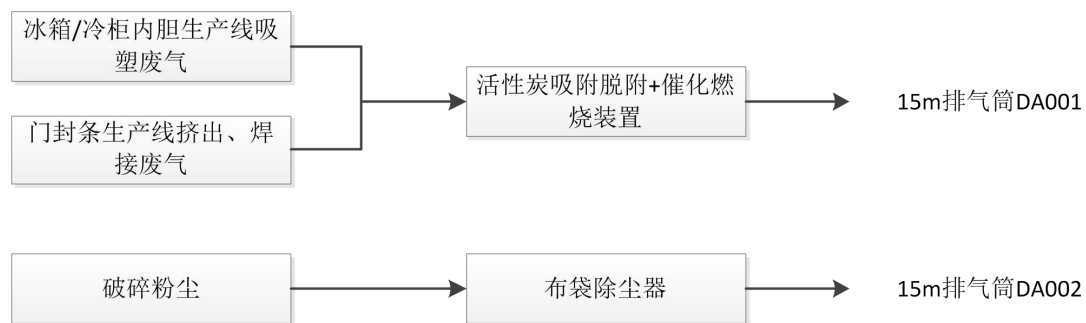 冰箱/冷柜内胆生产线吸
塑废气
门封条生产线挤出、焊
接废气
活性炭吸附脱附+催化燃
烧装置
15m排气筒DA001
破碎粉尘
布袋除尘器
15m排气筒DA002